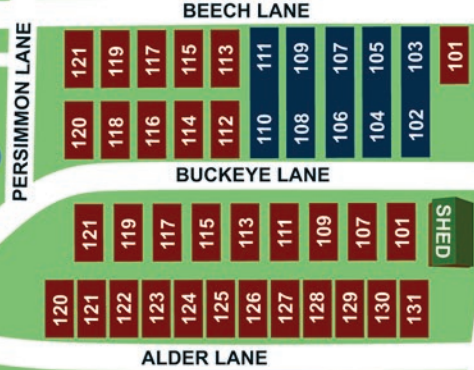 BEECH LANE
PERSIMMON LANE
121 119 117 115 113 111 109 107 105 103 101
120 118 116 114 112 110 108 106 104 102
BUCKEYE LANE
121 119 117 115 113 111 109 107 101 SHED
120 121 122 123 124 125 126 127 128 129 130 131
ALDER LANE